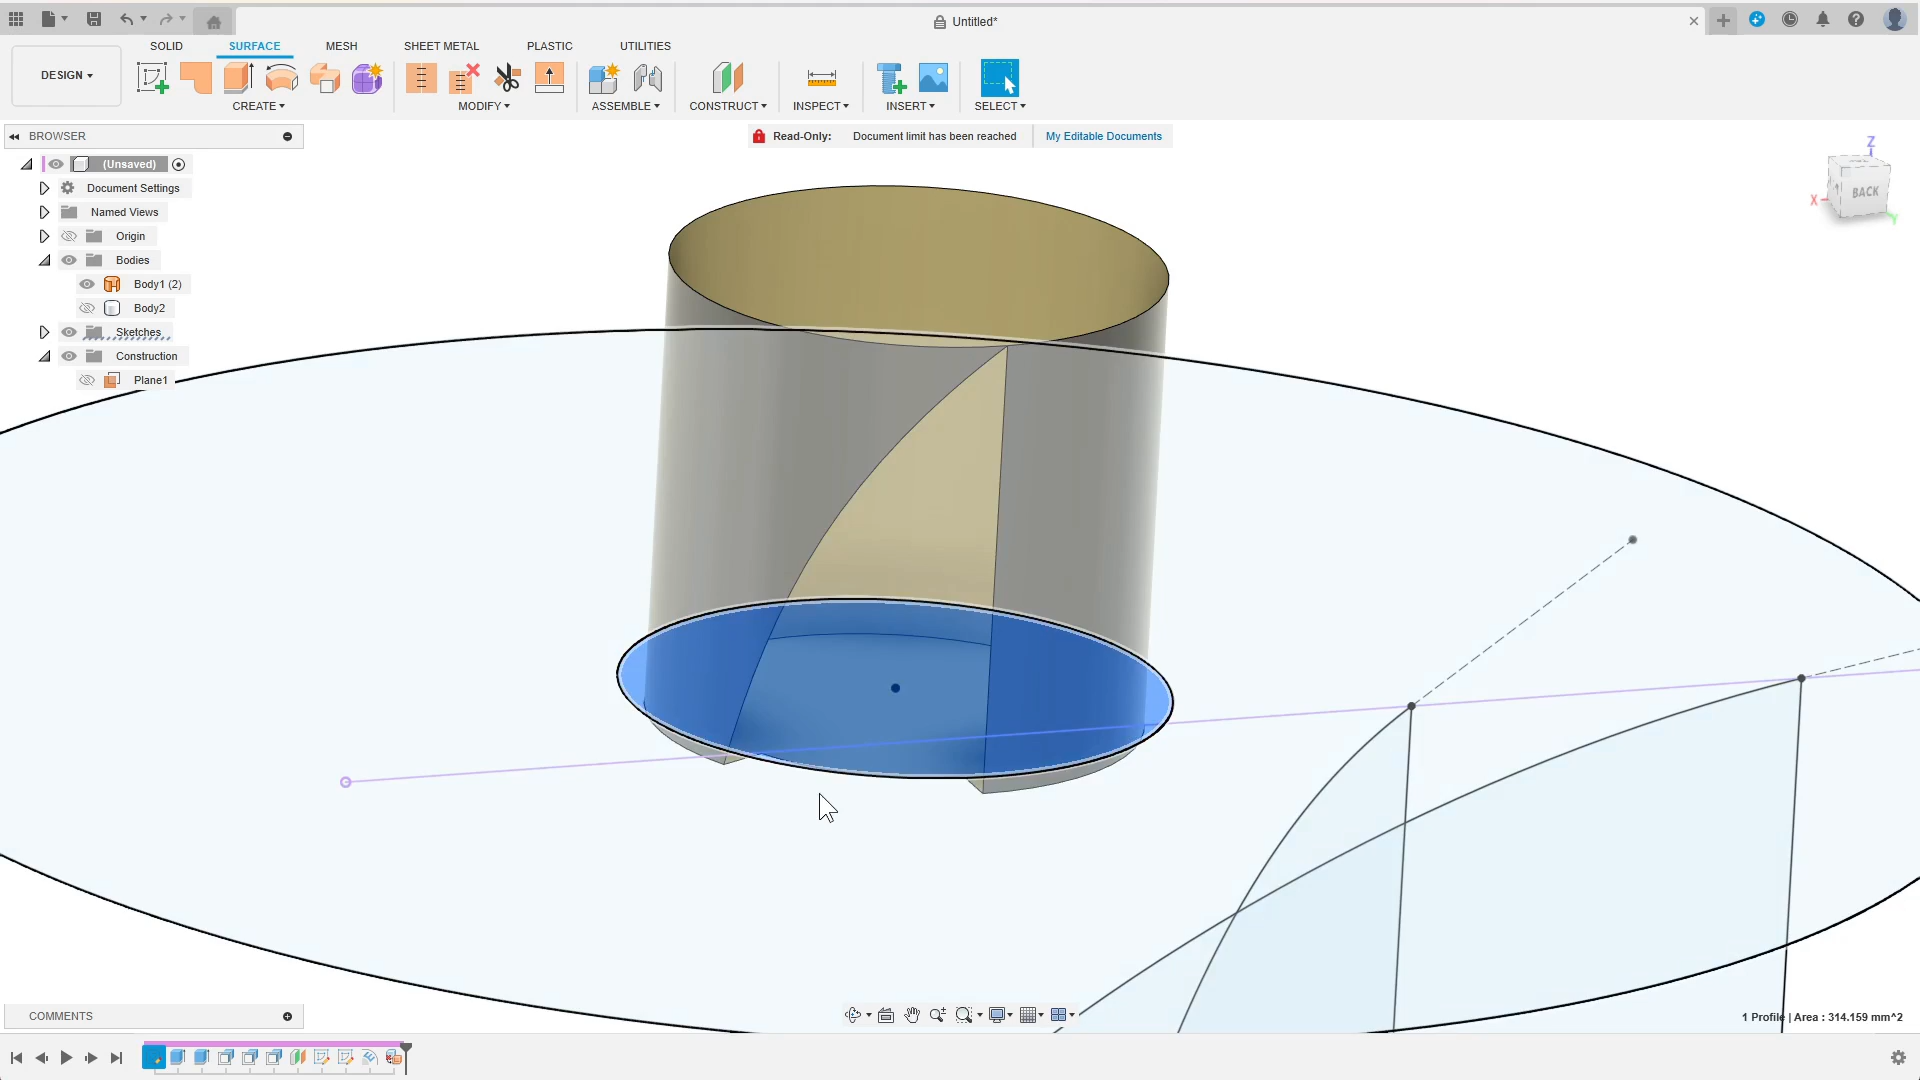 Untitled*
SOLID SURFACE MESH SHEET METAL PLASTIC UTILITIES
DESIGN
CREATE MODIFY ASSEMBLE CONSTRUCT INSPECT INSERT SELECT
BROWSER
Read-Only: Document limit has been reached My Editable Documents
(Unsaved)
Document Settings
Named Views
Origin
Bodies
Body1 (2)
Body2
Sketches
Construction
Plane1
Z
BACK
X
Y
COMMENTS
1 Profile | Area : 314.159 mm^2